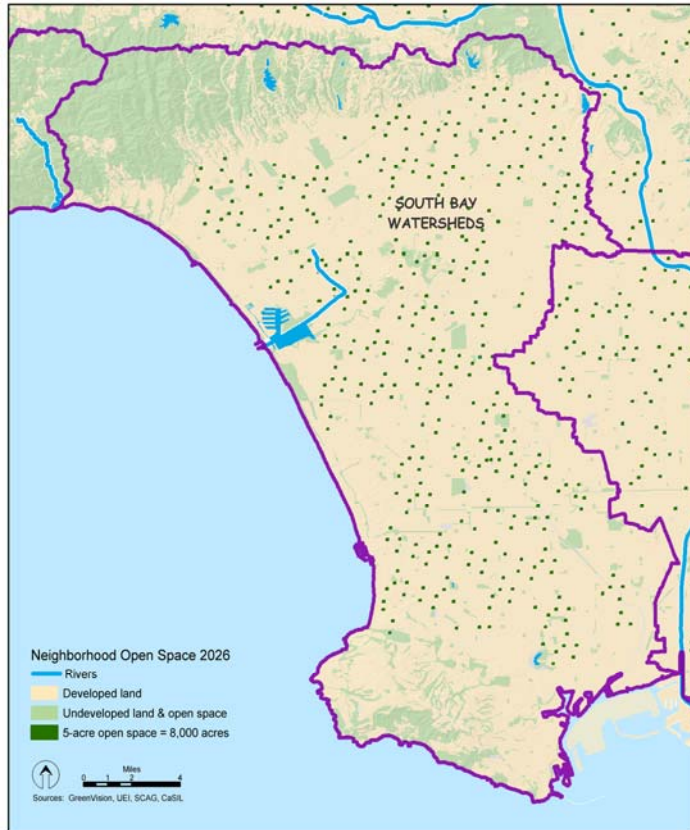 SOUTH BAY
WATERSHEDS
Neighborhood Open Space 2026
Rivers
Developed land
Undeveloped land & open space
5-acre open space = 8,000 acres
Miles
0 1 2 4
Sources: GreenVision, UEI, SCAG, CaSIL